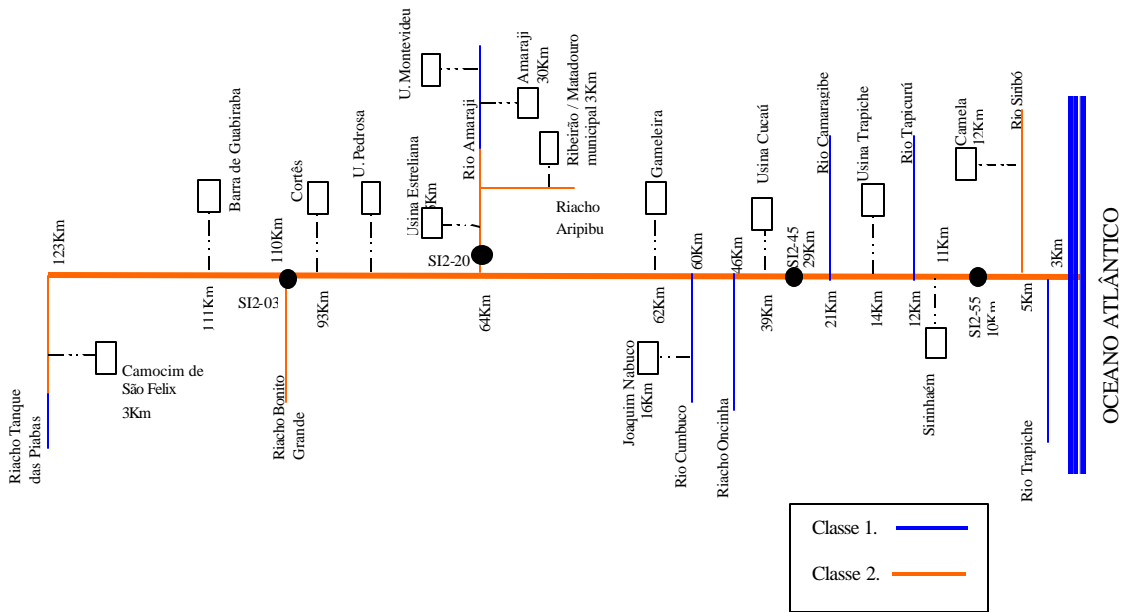 U. Montevideu
Amaraji
30Km
Ribeirão / Matadouro
municipal 3Km
Rio Amaraji
Usina Estreliana
5Km
Riacho
Aripibu
Barra de Guabiraba
Cortês
U. Pedrosa
Gameleira
Usina Cucaú
Rio Camaragibe
Usina Trapiche
Rio Tapicurú
Camela
12Km
Rio Siribó
123Km
110Km
SI2-20
60Km
46Km
SI2-45
29Km
11Km
3Km
OCEANO ATLÂNTICO
111Km
SI2-03
93Km
64Km
62Km
39Km
21Km
14Km
12Km
SI2-55
10Km
5Km
Camocim de
São Felix
3Km
Riacho Tanque
das Piabas
Riacho Bonito
Grande
Joaquim Nabuco
16Km
Rio Cunbuco
Riacho Oncinha
Sirinhaém
Rio Trapiche
Classe 1.
Classe 2.